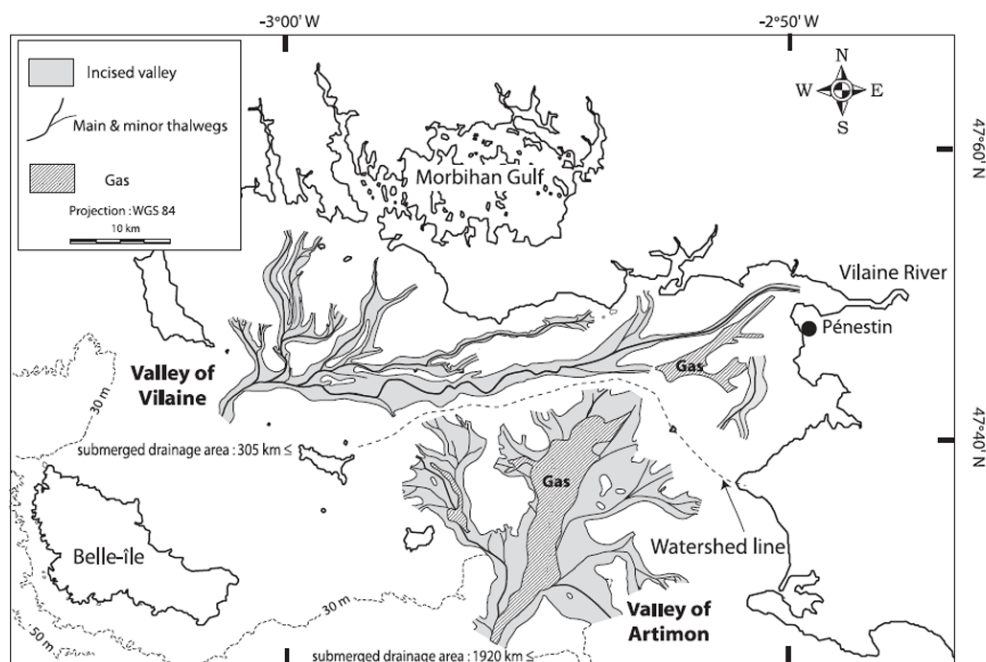 -3°00' W
-2°50' W
Incised valley
Main & minor thalwegs
Gas
Projection : WGS 84
10 km
N
W
E
S
47°60' N
Morbihan Gulf
Vilaine River
Pénestin
Valley of
Vilaine
Gas
30 m
submerged drainage area : 305 km ≤
47°40' N
Gas
Belle-île
Watershed line
30 m
Valley of
Artimon
50 m
submerged drainage area : 1920 km ≤